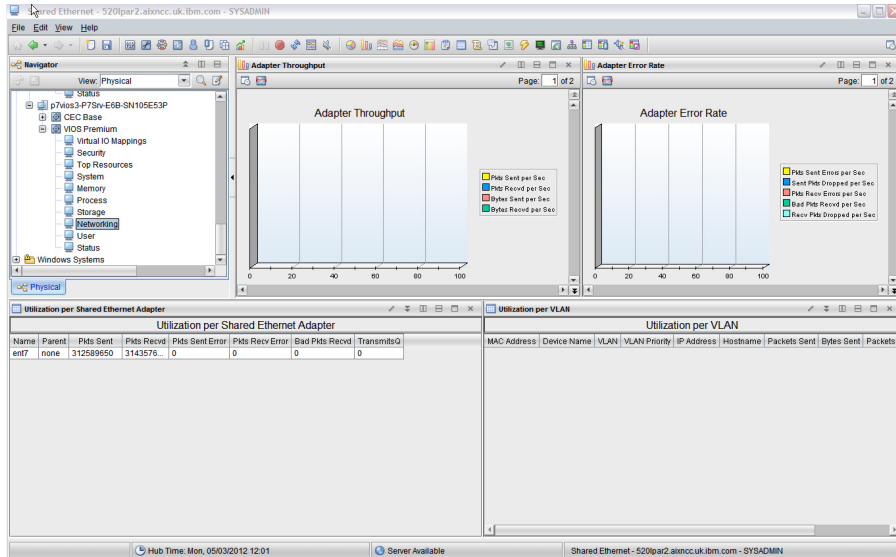 Shared Ethernet - 520lpar2.aixncc.uk.ibm.com - SYSADMIN
File Edit View Help
Navigator
View: Physical
Status
p7vios3-P7Srv-E6B-SN105E53P
CEC Base
VIOS Premium
Virtual IO Mappings
Security
Top Resources
System
Memory
Process
Storage
Networking
User
Status
Windows Systems
Physical
Adapter Throughput
Page: 1 of 2
Adapter Throughput
Pkts Sent per Sec
Pkts Recvd per Sec
Bytes Sent per Sec
Bytes Recvd per Sec
0 20 40 60 80 100
Adapter Error Rate
Page: 1 of 2
Adapter Error Rate
Pkts Sent Errors per Sec
Sent Pkts Dropped per Sec
Pkts Recv Errors per Sec
Bad Pkts Recvd per Sec
Recv Pkts Dropped per Sec
0 20 40 60 80 100
Utilization per Shared Ethernet Adapter
Utilization per Shared Ethernet Adapter
Name Parent Pkts Sent Pkts Recvd Pkts Sent Error Pkts Recv Error Bad Pkts Recvd TransmitsQ
ent7 none 312589650 3143576... 0 0 0 0
Utilization per VLAN
Utilization per VLAN
MAC Address Device Name VLAN VLAN Priority IP Address Hostname Packets Sent Bytes Sent Packets
Hub Time: Mon, 05/03/2012 12:01
Server Available
Shared Ethernet - 520lpar2.aixncc.uk.ibm.com - SYSADMIN